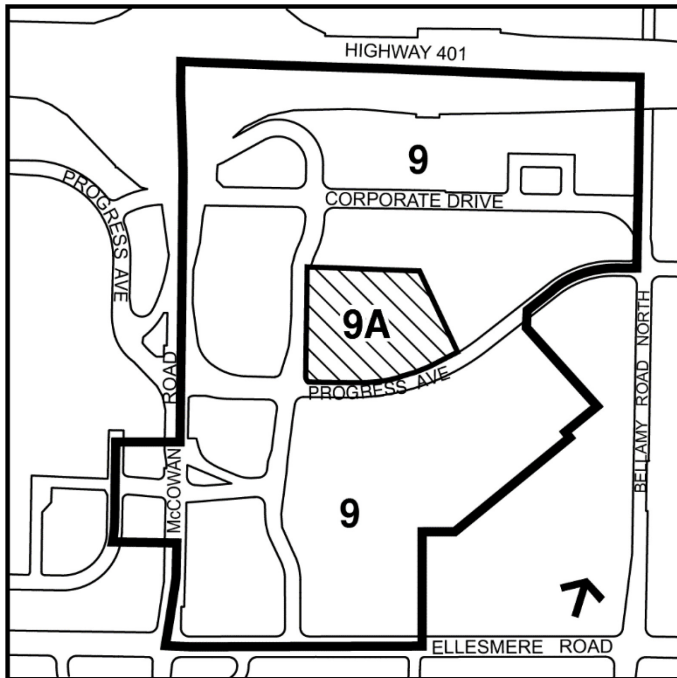 HIGHWAY 401
9
PROGRESS AVE
CORPORATE DRIVE
9A
ROAD
PROGRESS AVE
BELLAMY ROAD NORTH
McCOWAN
9
ELLESMERE ROAD